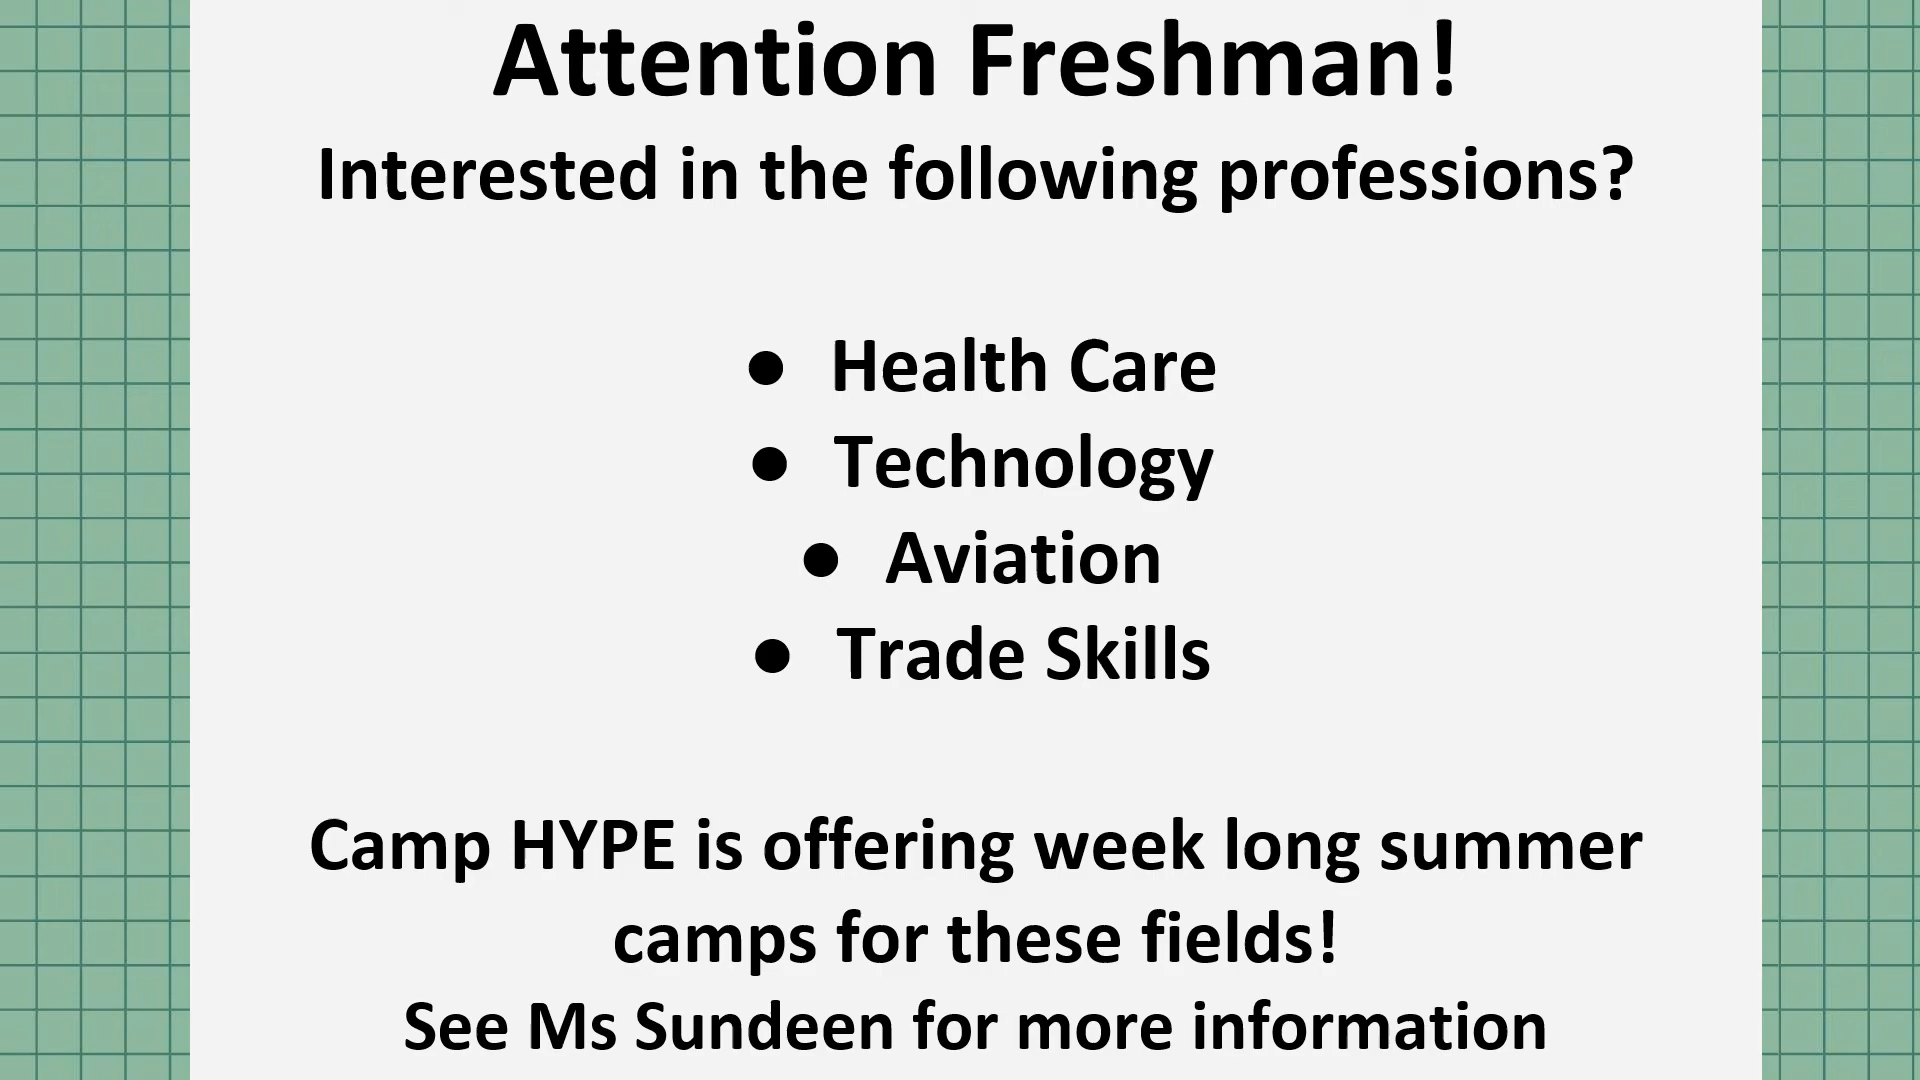 Attention Freshman!
Interested in the following professions?
● Health Care
● Technology
● Aviation
● Trade Skills
Camp HYPE is offering week long summer
camps for these fields!
See Ms Sundeen for more information